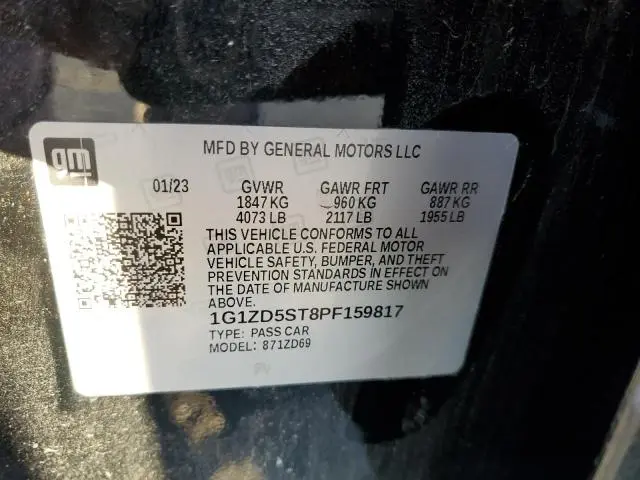 gm
MFD BY GENERAL MOTORS LLC
01/23 GVWR GAWR FRT GAWR RR
1847 KG 960 KG 887 KG
4073 LB 2117 LB 1955 LB
THIS VEHICLE CONFORMS TO ALL
APPLICABLE U.S. FEDERAL MOTOR
VEHICLE SAFETY, BUMPER, AND THEFT
PREVENTION STANDARDS IN EFFECT ON
THE DATE OF MANUFACTURE SHOWN
ABOVE.
1G1ZD5ST8PF159817
TYPE: PASS CAR
MODEL: 871ZD69